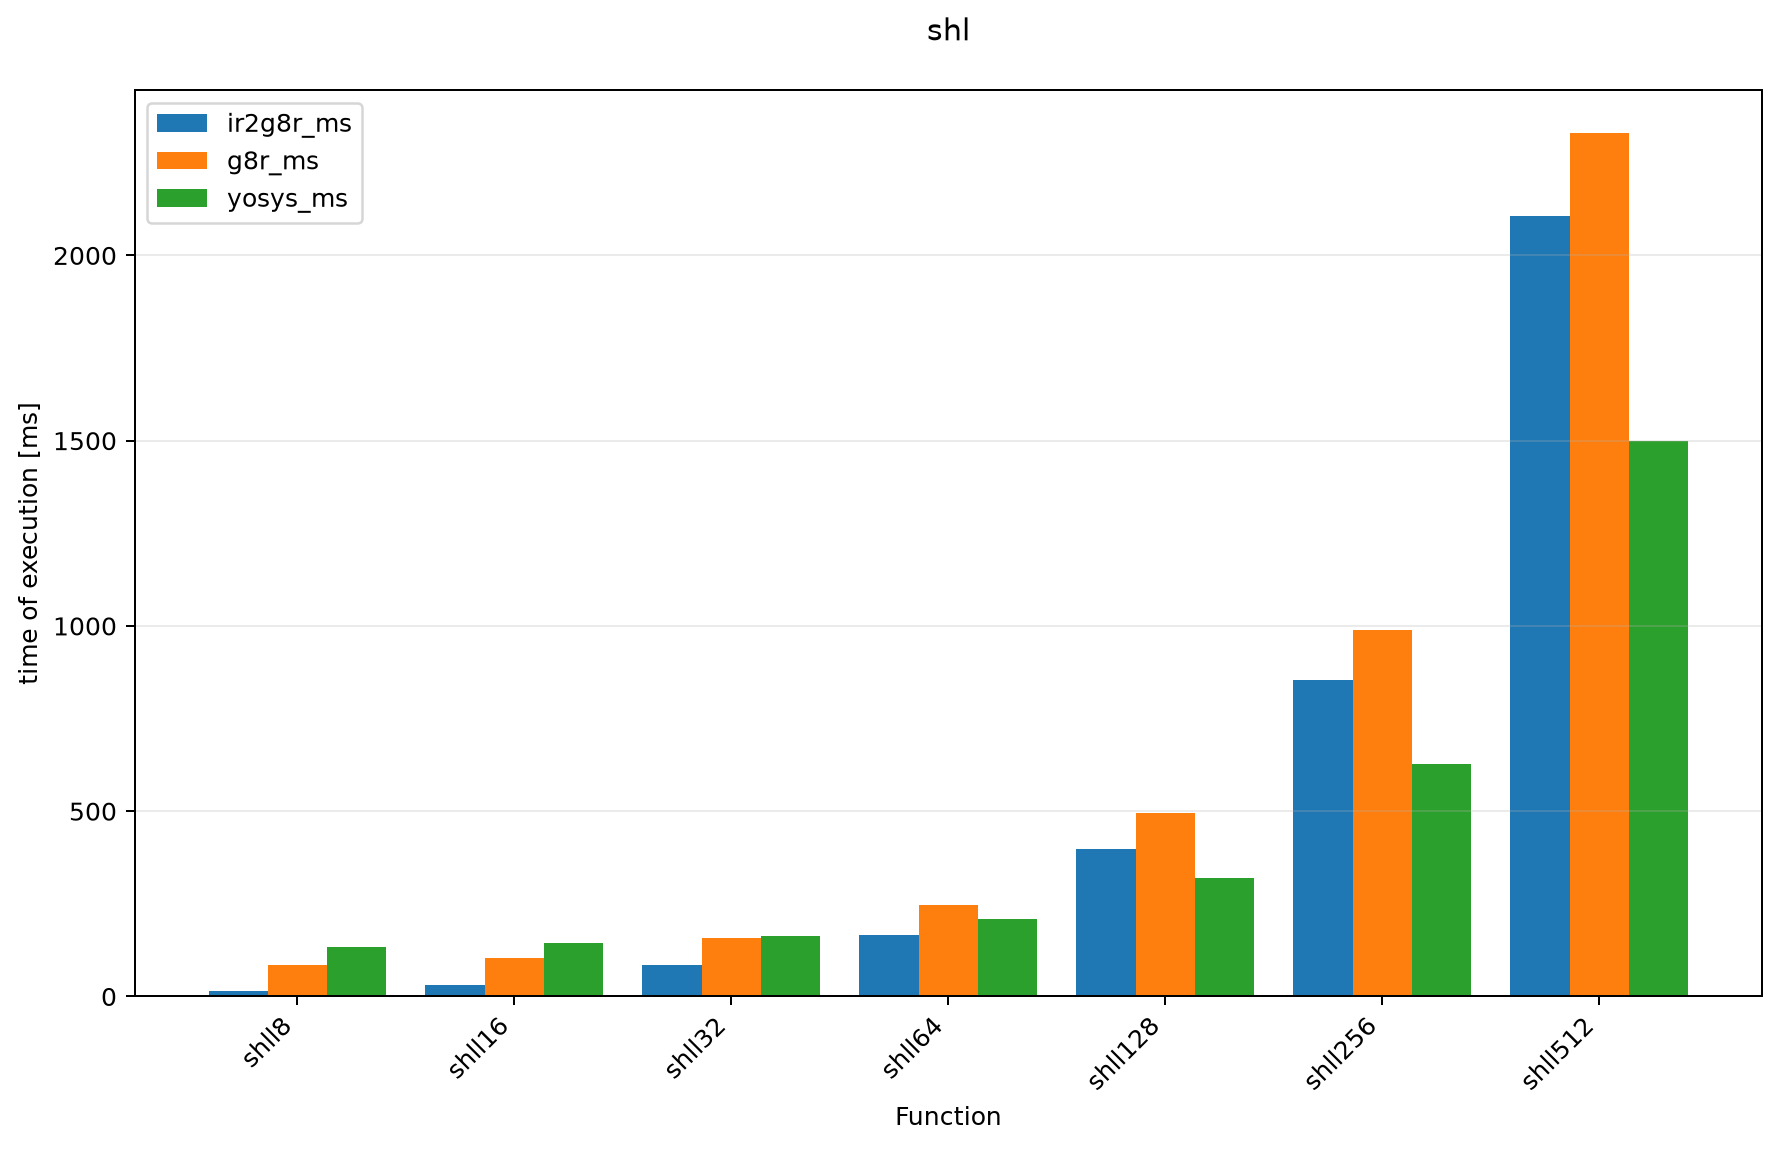 shl
ir2g8r_ms
g8r_ms
yosys_ms
time of execution [ms]
2000
1500
1000
500
0
shll8
shll16
shll32
shll64
shll128
shll256
shll512
Function